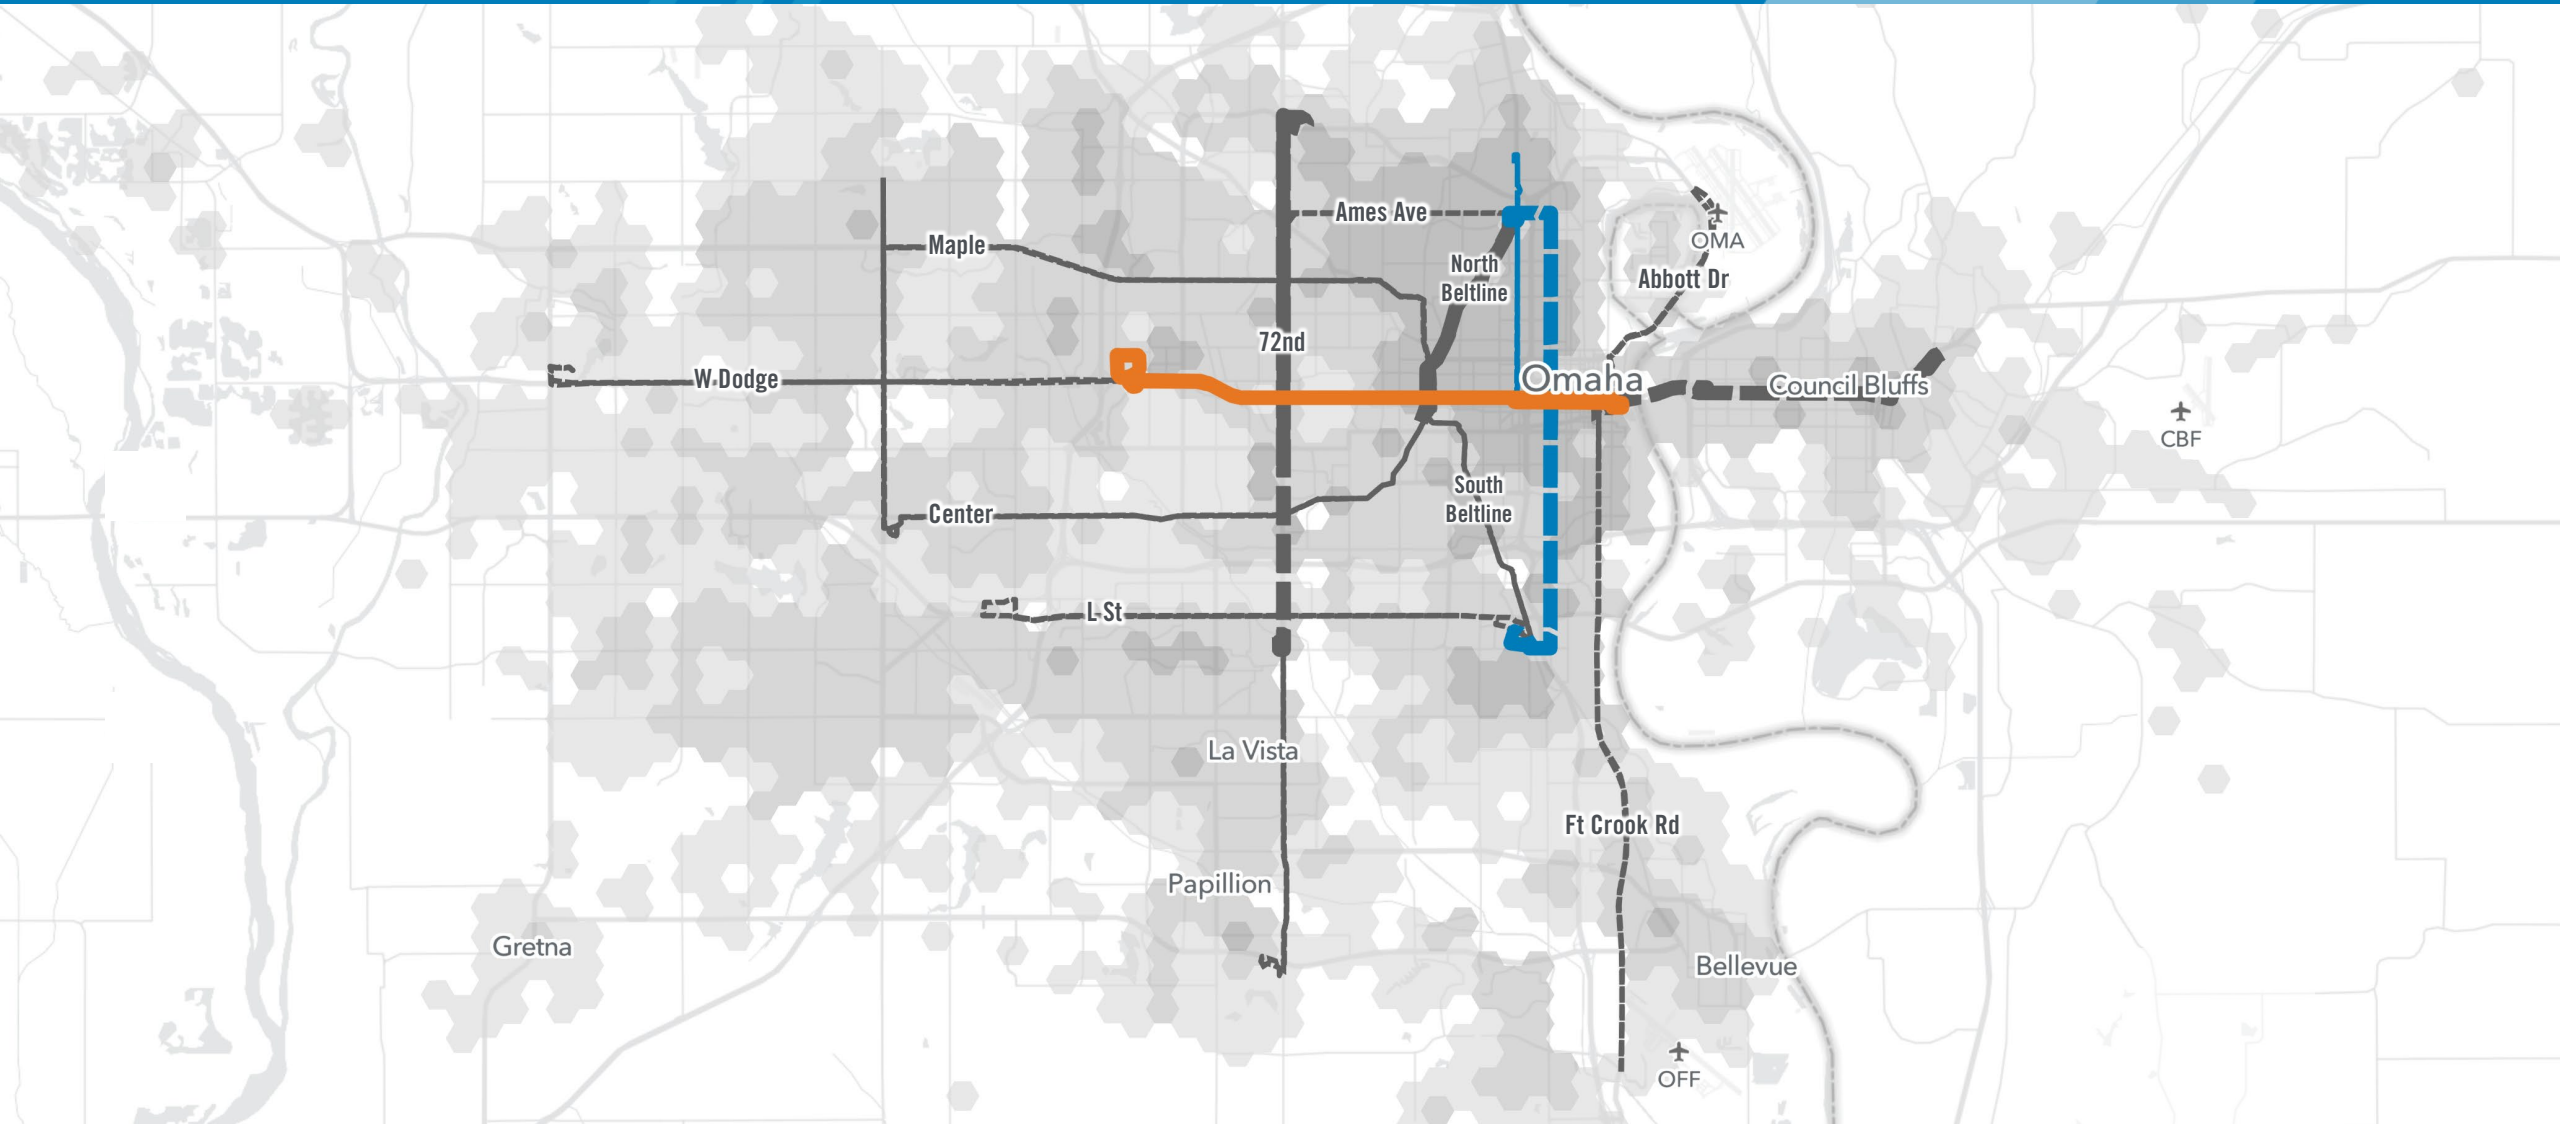 Ames Ave
Maple
OMA
North
Beltline
Abbott Dr
72nd
W Dodge
Omaha
Council Bluffs
CBF
South
Beltline
Center
L St
La Vista
Ft Crook Rd
Papillion
Gretna
Bellevue
OFF